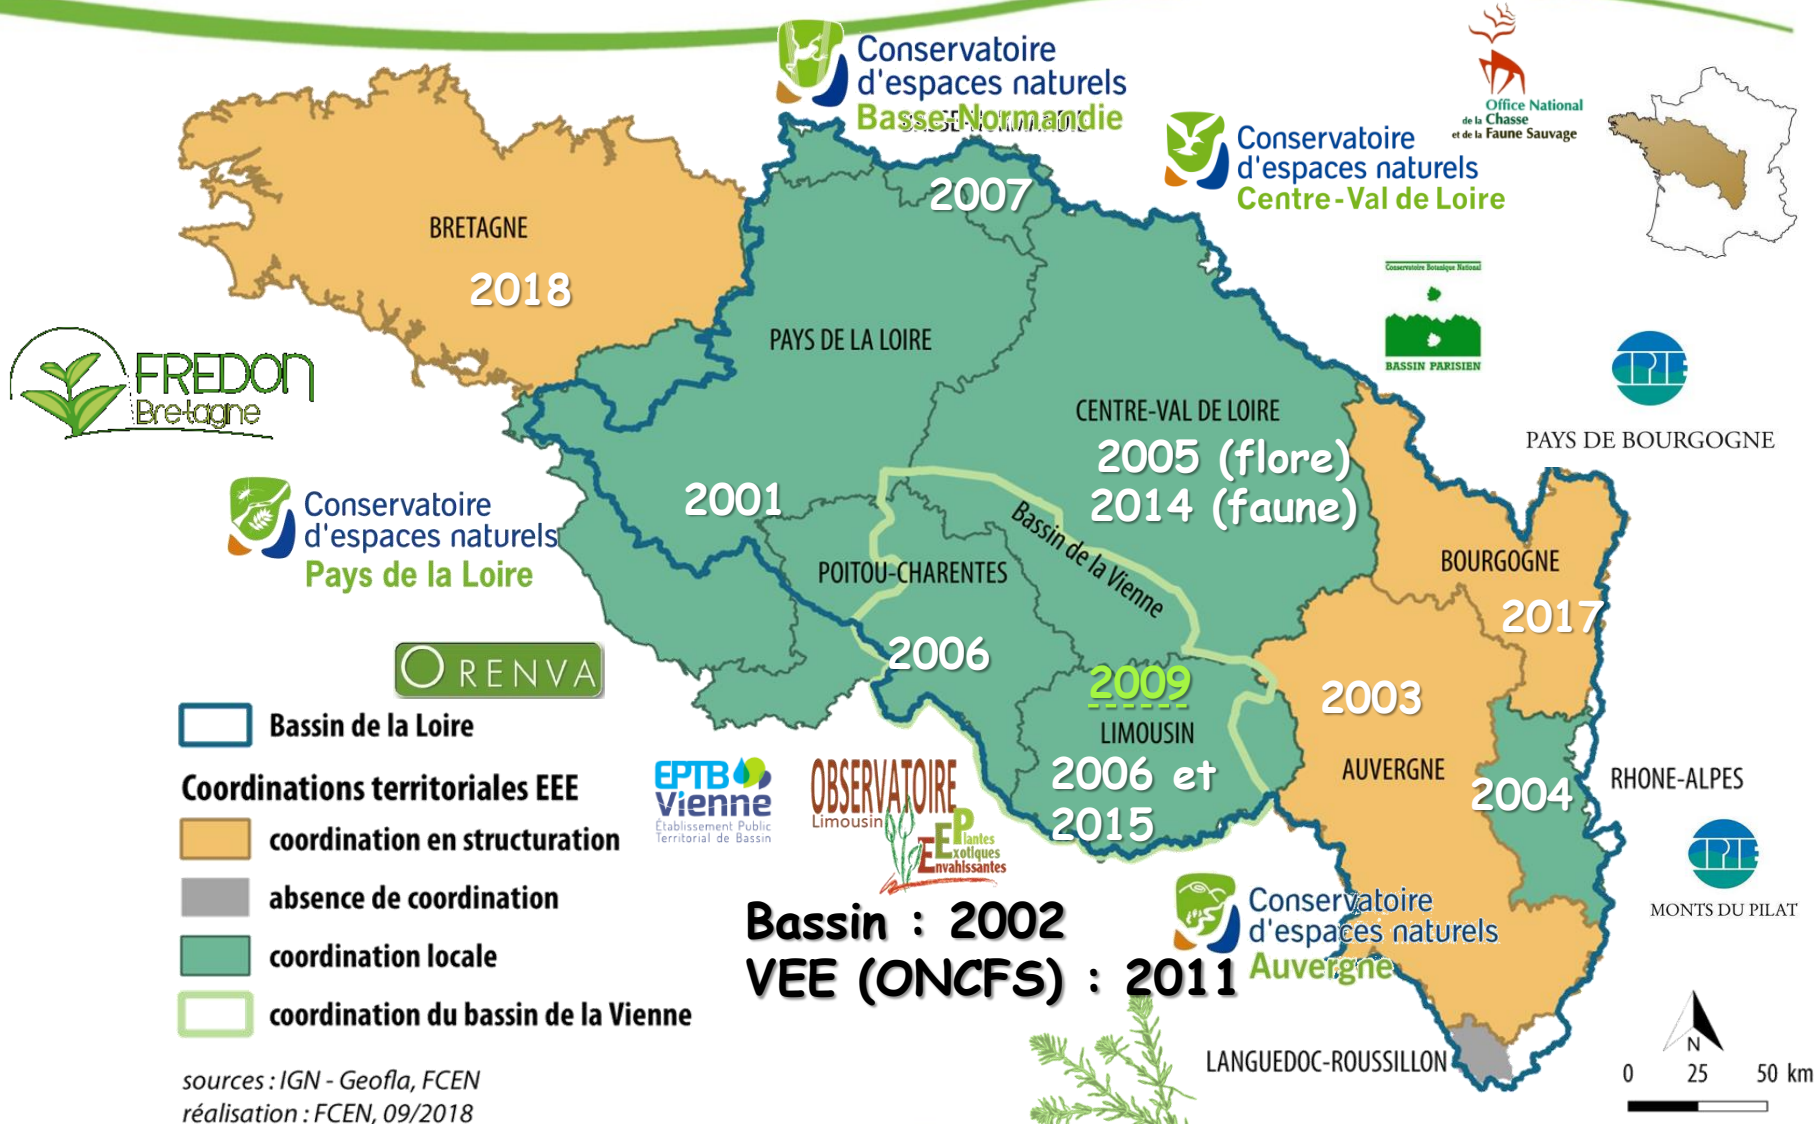 Conservatoire
d'espaces naturels
Basse-Normandie
Office National
de la Chasse
et de la Faune Sauvage
Conservatoire
d'espaces naturels
Centre-Val de Loire
2007
BRETAGNE
2018
Conservatoire Botanique National
BASSIN PARISIEN
PAYS DE LA LOIRE
FREDON
Bretagne
CPIE
PAYS DE BOURGOGNE
CENTRE-VAL DE LOIRE
2005 (flore)
2014 (faune)
2001
Conservatoire
d'espaces naturels
Pays de la Loire
Bassin de la Vienne
POITOU-CHARENTES
BOURGOGNE
2017
2006
ORENVA
2009
LIMOUSIN
2006 et
2015
2003
AUVERGNE
2004
RHONE-ALPES
CPIE
MONTS DU PILAT
Bassin de la Loire
Coordinations territoriales EEE
coordination en structuration
absence de coordination
coordination locale
coordination du bassin de la Vienne
EPTB
Vienne
Établissement Public
Territorial de Bassin
OBSERVATOIRE
Limousin
Plantes
Exotiques
Envahissantes
Bassin : 2002
VEE (ONCFS) : 2011
Conservatoire
d'espaces naturels
Auvergne
LANGUEDOC-ROUSSILLON
N
0 25 50 km
sources : IGN - Geofla, FCEN
réalisation : FCEN, 09/2018